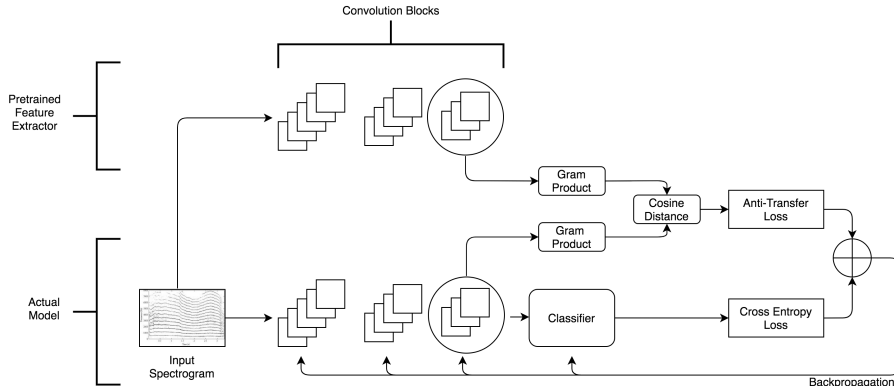 Convolution Blocks
Pretrained
Feature
Extractor
Gram
Product
Cosine
Distance
Anti-Transfer
Loss
Gram
Product
Actual
Model
Classifier
Cross Entropy
Loss
Input
Spectrogram
Backpropagation